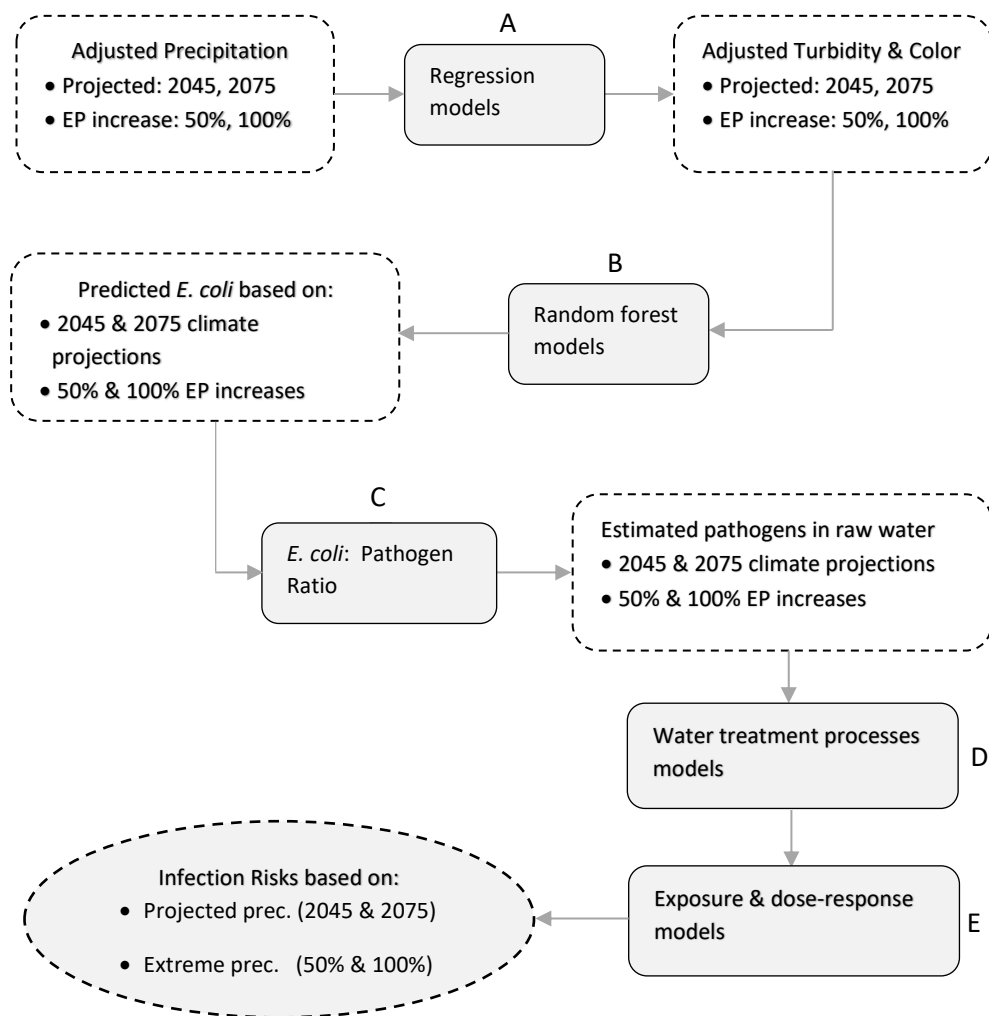 A
Adjusted Precipitation
• Projected: 2045, 2075
• EP increase: 50%, 100%
Regression
models
Adjusted Turbidity & Color
• Projected: 2045, 2075
• EP increase: 50%, 100%
B
Predicted E. coli based on:
• 2045 & 2075 climate
projections
• 50% & 100% EP increases
Random forest
models
C
E. coli: Pathogen
Ratio
Estimated pathogens in raw water
• 2045 & 2075 climate projections
• 50% & 100% EP increases
Water treatment processes
models
D
Infection Risks based on:
• Projected prec. (2045 & 2075)
• Extreme prec. (50% & 100%)
Exposure & dose-response
models
E